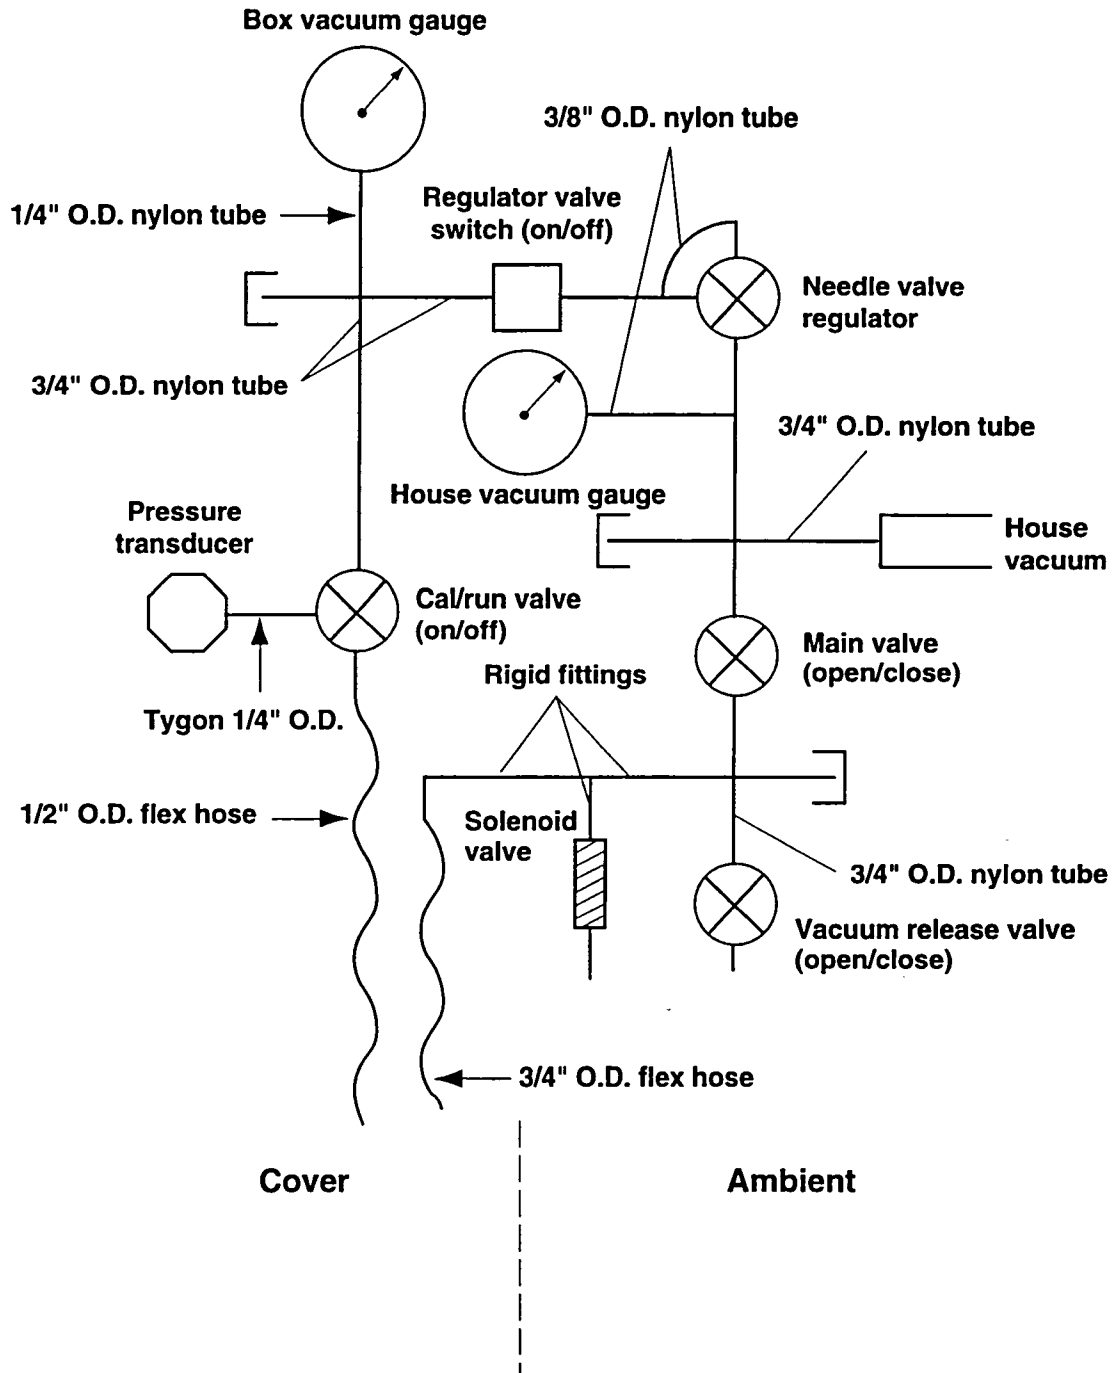 Box vacuum gauge
3/8" O.D. nylon tube
1/4" O.D. nylon tube
Regulator valve
switch (on/off)
Needle valve
regulator
3/4" O.D. nylon tube
3/4" O.D. nylon tube
House vacuum gauge
Pressure
transducer
House
vacuum
Cal/run valve
(on/off)
Main valve
(open/close)
Rigid fittings
Tygon 1/4" O.D.
1/2" O.D. flex hose
Solenoid
valve
3/4" O.D. nylon tube
Vacuum release valve
(open/close)
3/4" O.D. flex hose
Cover
Ambient